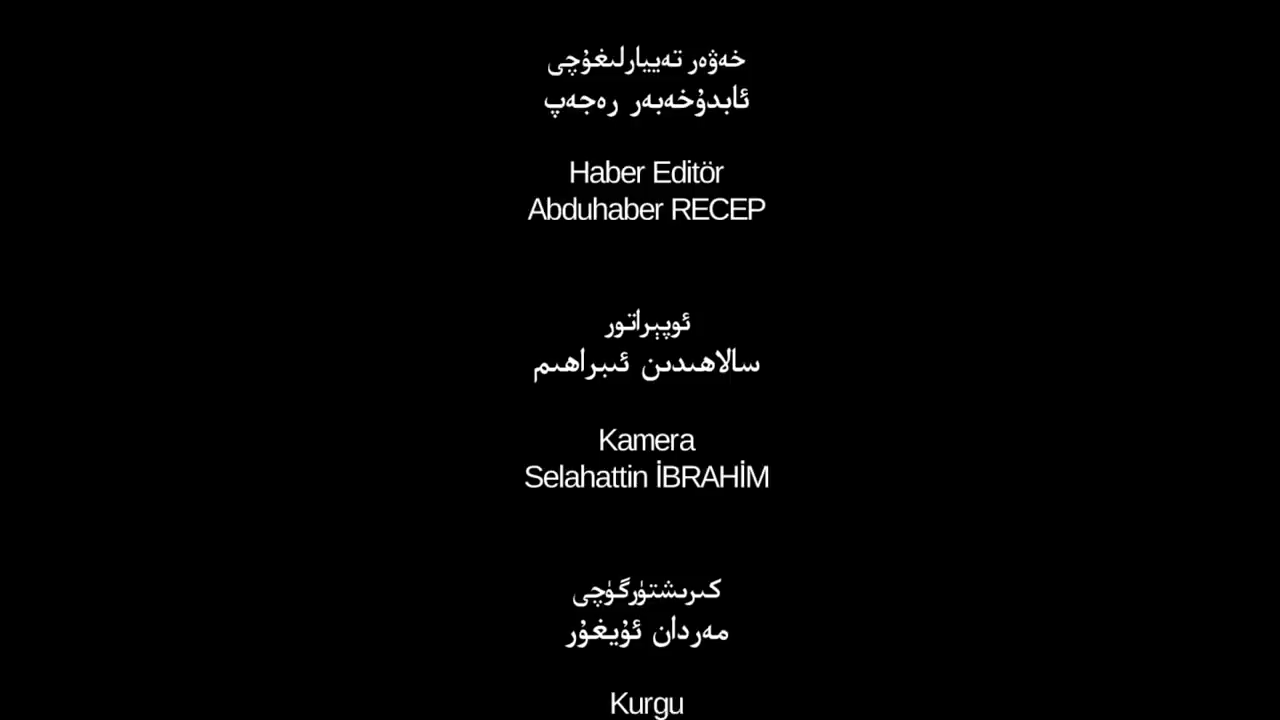 خەۋەر تەييارلىغۇچى
ئابدۇخەبەر رەجەپ
Haber Editör
Abduhaber RECEP
ئوپېراتور
سالاھىدىن ئىبراھىم
Kamera
Selahattin İBRAHİM
كىرىشتۈرگۈچى
مەردان ئۇيغۇر
Kurgu